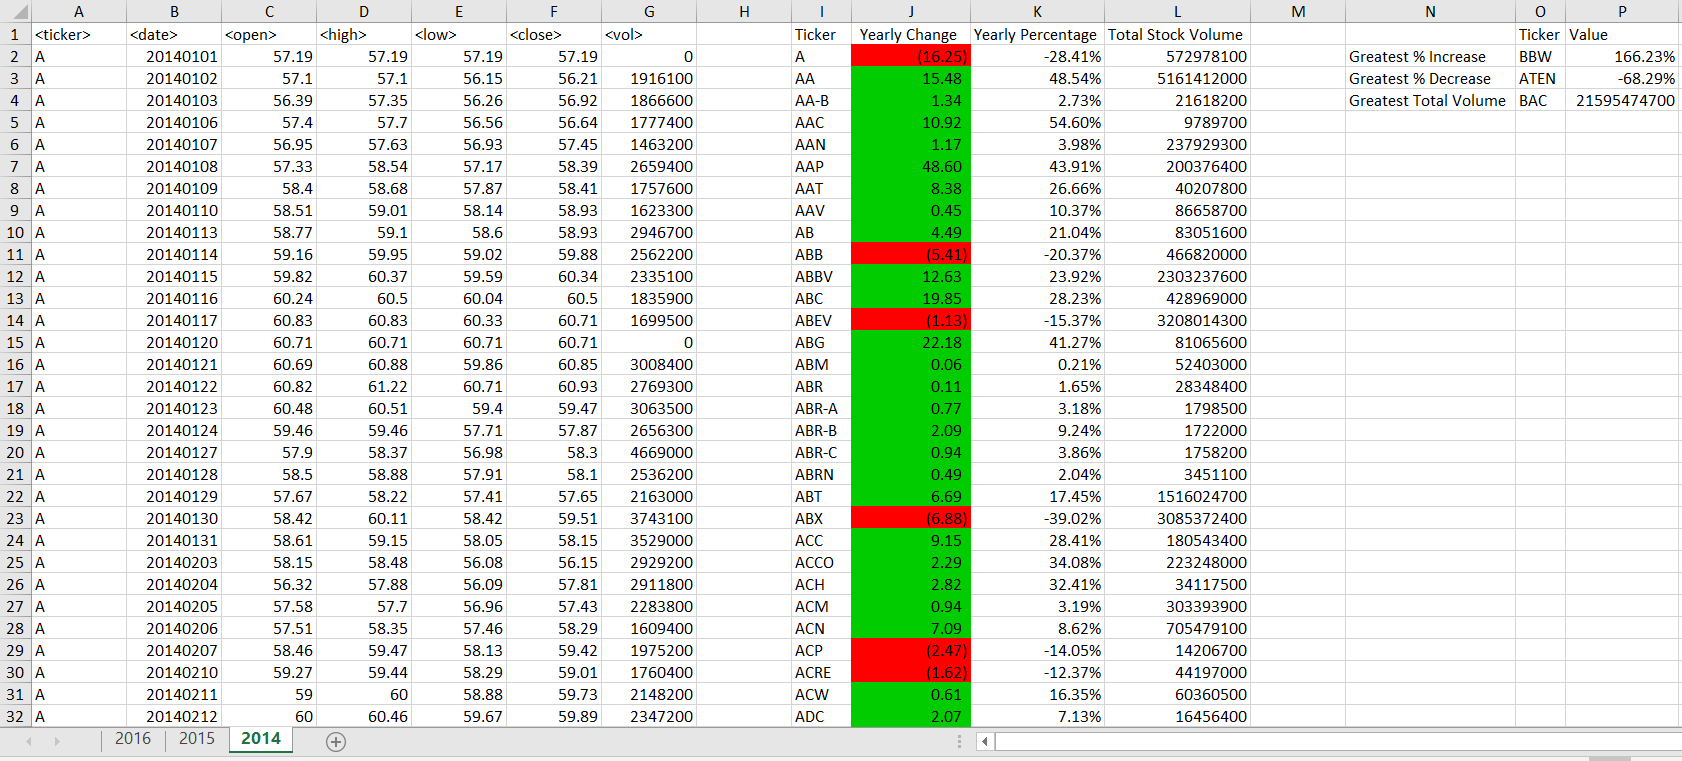 A B C D E F G H I J K L M N O P
1 <ticker> <date> <open> <high> <low> <close> <vol> Ticker Yearly Change Yearly Percentage Total Stock Volume Ticker Value
2 A 20140101 57.19 57.19 57.19 57.19 0 A (16.25) -28.41% 572978100 Greatest % Increase BBW 166.23%
3 A 20140102 57.1 57.1 56.15 56.21 1916100 AA 15.48 48.54% 5161412000 Greatest % Decrease ATEN -68.29%
4 A 20140103 56.39 57.35 56.26 56.92 1866600 AA-B 1.34 2.73% 21618200 Greatest Total Volume BAC 21595474700
5 A 20140106 57.4 57.7 56.56 56.64 1777400 AAC 10.92 54.60% 9789700
6 A 20140107 56.95 57.63 56.93 57.45 1463200 AAN 1.17 3.98% 237929300
7 A 20140108 57.33 58.54 57.17 58.39 2659400 AAP 48.60 43.91% 200376400
8 A 20140109 58.4 58.68 57.87 58.41 1757600 AAT 8.38 26.66% 40207800
9 A 20140110 58.51 59.01 58.14 58.93 1623300 AAV 0.45 10.37% 86658700
10 A 20140113 58.77 59.1 58.6 58.93 2946700 AB 4.49 21.04% 83051600
11 A 20140114 59.16 59.95 59.02 59.88 2562200 ABB (5.41) -20.37% 466820000
12 A 20140115 59.82 60.37 59.59 60.34 2335100 ABBV 12.63 23.92% 2303237600
13 A 20140116 60.24 60.5 60.04 60.5 1835900 ABC 19.85 28.23% 428969000
14 A 20140117 60.83 60.83 60.33 60.71 1699500 ABEV (1.13) -15.37% 3208014300
15 A 20140120 60.71 60.71 60.71 60.71 0 ABG 22.18 41.27% 81065600
16 A 20140121 60.69 60.88 59.86 60.85 3008400 ABM 0.06 0.21% 52403000
17 A 20140122 60.82 61.22 60.71 60.93 2769300 ABR 0.11 1.65% 28348400
18 A 20140123 60.48 60.51 59.4 59.47 3063500 ABR-A 0.77 3.18% 1798500
19 A 20140124 59.46 59.46 57.71 57.87 2656300 ABR-B 2.09 9.24% 1722000
20 A 20140127 57.9 58.37 56.98 58.3 4669000 ABR-C 0.94 3.86% 1758200
21 A 20140128 58.5 58.88 57.91 58.1 2536200 ABRN 0.49 2.04% 3451100
22 A 20140129 57.67 58.22 57.41 57.65 2163000 ABT 6.69 17.45% 1516024700
23 A 20140130 58.42 60.11 58.42 59.51 3743100 ABX (6.88) -39.02% 3085372400
24 A 20140131 58.61 59.15 58.05 58.15 3529000 ACC 9.15 28.41% 180543400
25 A 20140203 58.15 58.48 56.08 56.15 2929200 ACCO 2.29 34.08% 223248000
26 A 20140204 56.32 57.88 56.09 57.81 2911800 ACH 2.82 32.41% 34117500
27 A 20140205 57.58 57.7 56.96 57.43 2283800 ACM 0.94 3.19% 303393900
28 A 20140206 57.51 58.35 57.46 58.29 1609400 ACN 7.09 8.62% 705479100
29 A 20140207 58.46 59.47 58.13 59.42 1975200 ACP (2.47) -14.05% 14206700
30 A 20140210 59.27 59.44 58.29 59.01 1760400 ACRE (1.62) -12.37% 44197000
31 A 20140211 59 60 58.88 59.73 2148200 ACW 0.61 16.35% 60360500
32 A 20140212 60 60.46 59.67 59.89 2347200 ADC 2.07 7.13% 16456400
2016 2015 2014